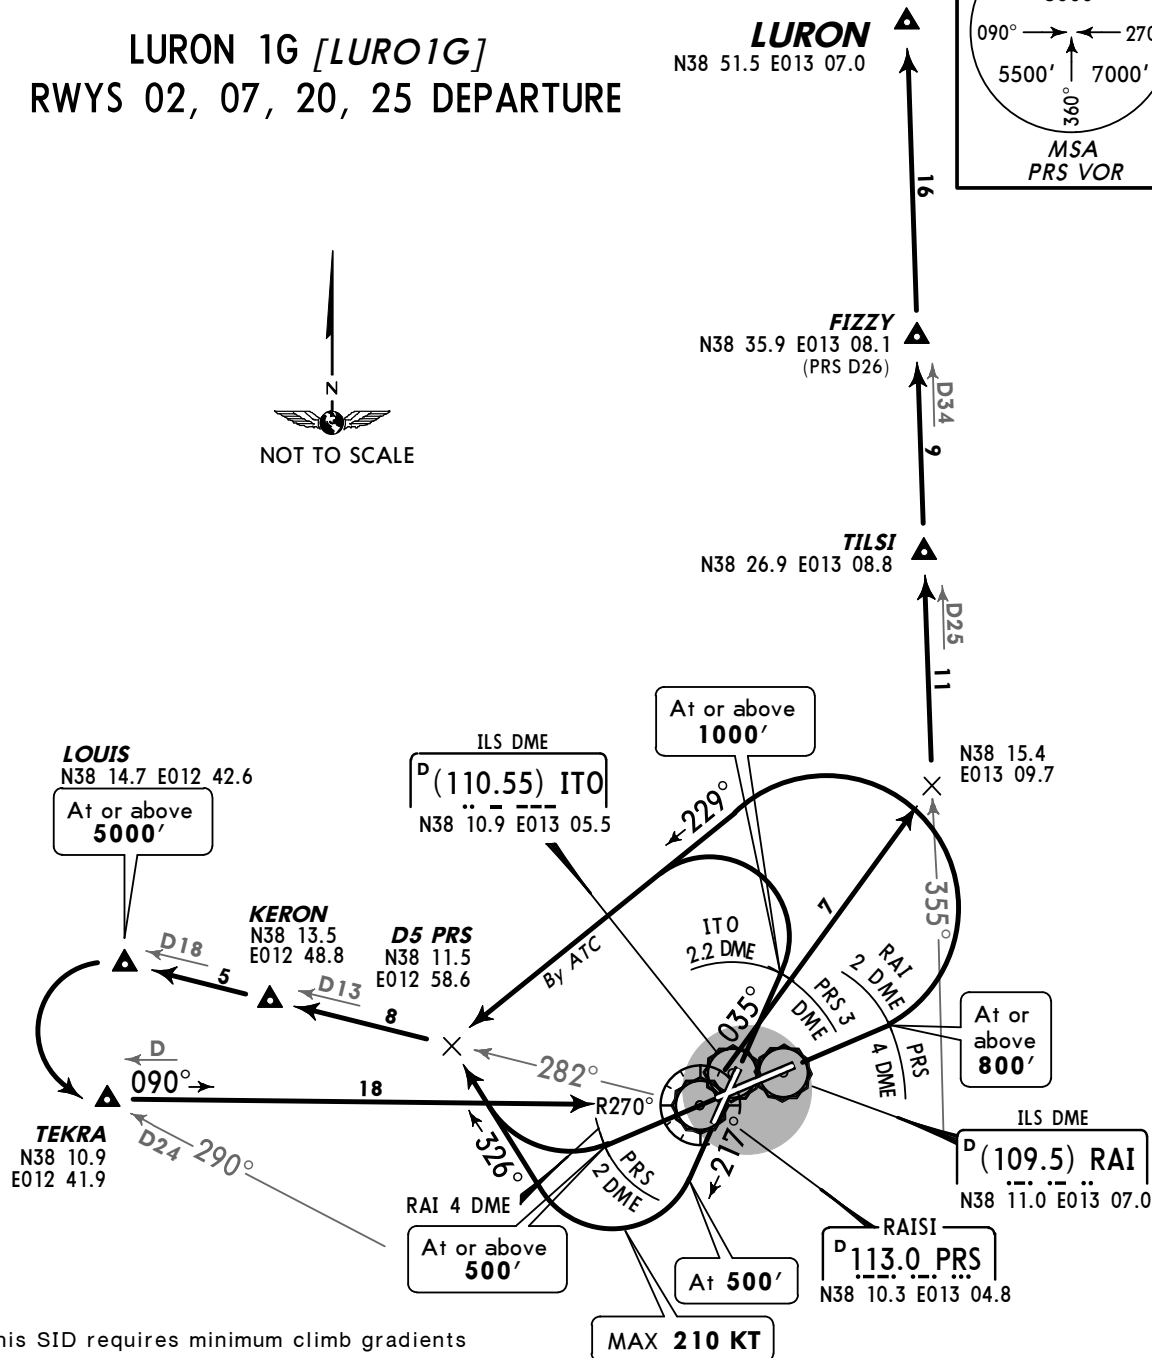 LURON 1G [LURO1G]
RWYS 02, 07, 20, 25 DEPARTURE
LURON
N38 51.5 E013 07.0
090°
270
5500'
7000'
360°
MSA
PRS VOR
16
N
NOT TO SCALE
FIZZY
N38 35.9 E013 08.1
(PRS D26)
D34
9
TILSI
N38 26.9 E013 08.8
D25
11
At or above
1000'
N38 15.4
E013 09.7
ILS DME
D (110.55) ITO
N38 10.9 E013 05.5
LOUIS
N38 14.7 E012 42.6
At or above
5000'
229°
355°
7
KERON
N38 13.5
E012 48.8
D5 PRS
N38 11.5
E012 58.6
D18
5
D13
8
By ATC
ITO
2.2 DME
PRS 3
DME
RAI
2 DME
PRS
4 DME
035°
At or
above
800'
D
090°
18
282°
R270°
TEKRA
N38 10.9
E012 41.9
D24
290°
326°
217°
PRS
2 DME
RAI 4 DME
At or above
500'
At 500'
MAX 210 KT
ILS DME
D (109.5) RAI
N38 11.0 E013 07.0
RAISI
D 113.0 PRS
N38 10.3 E013 04.8
his SID requires minimum climb gradients